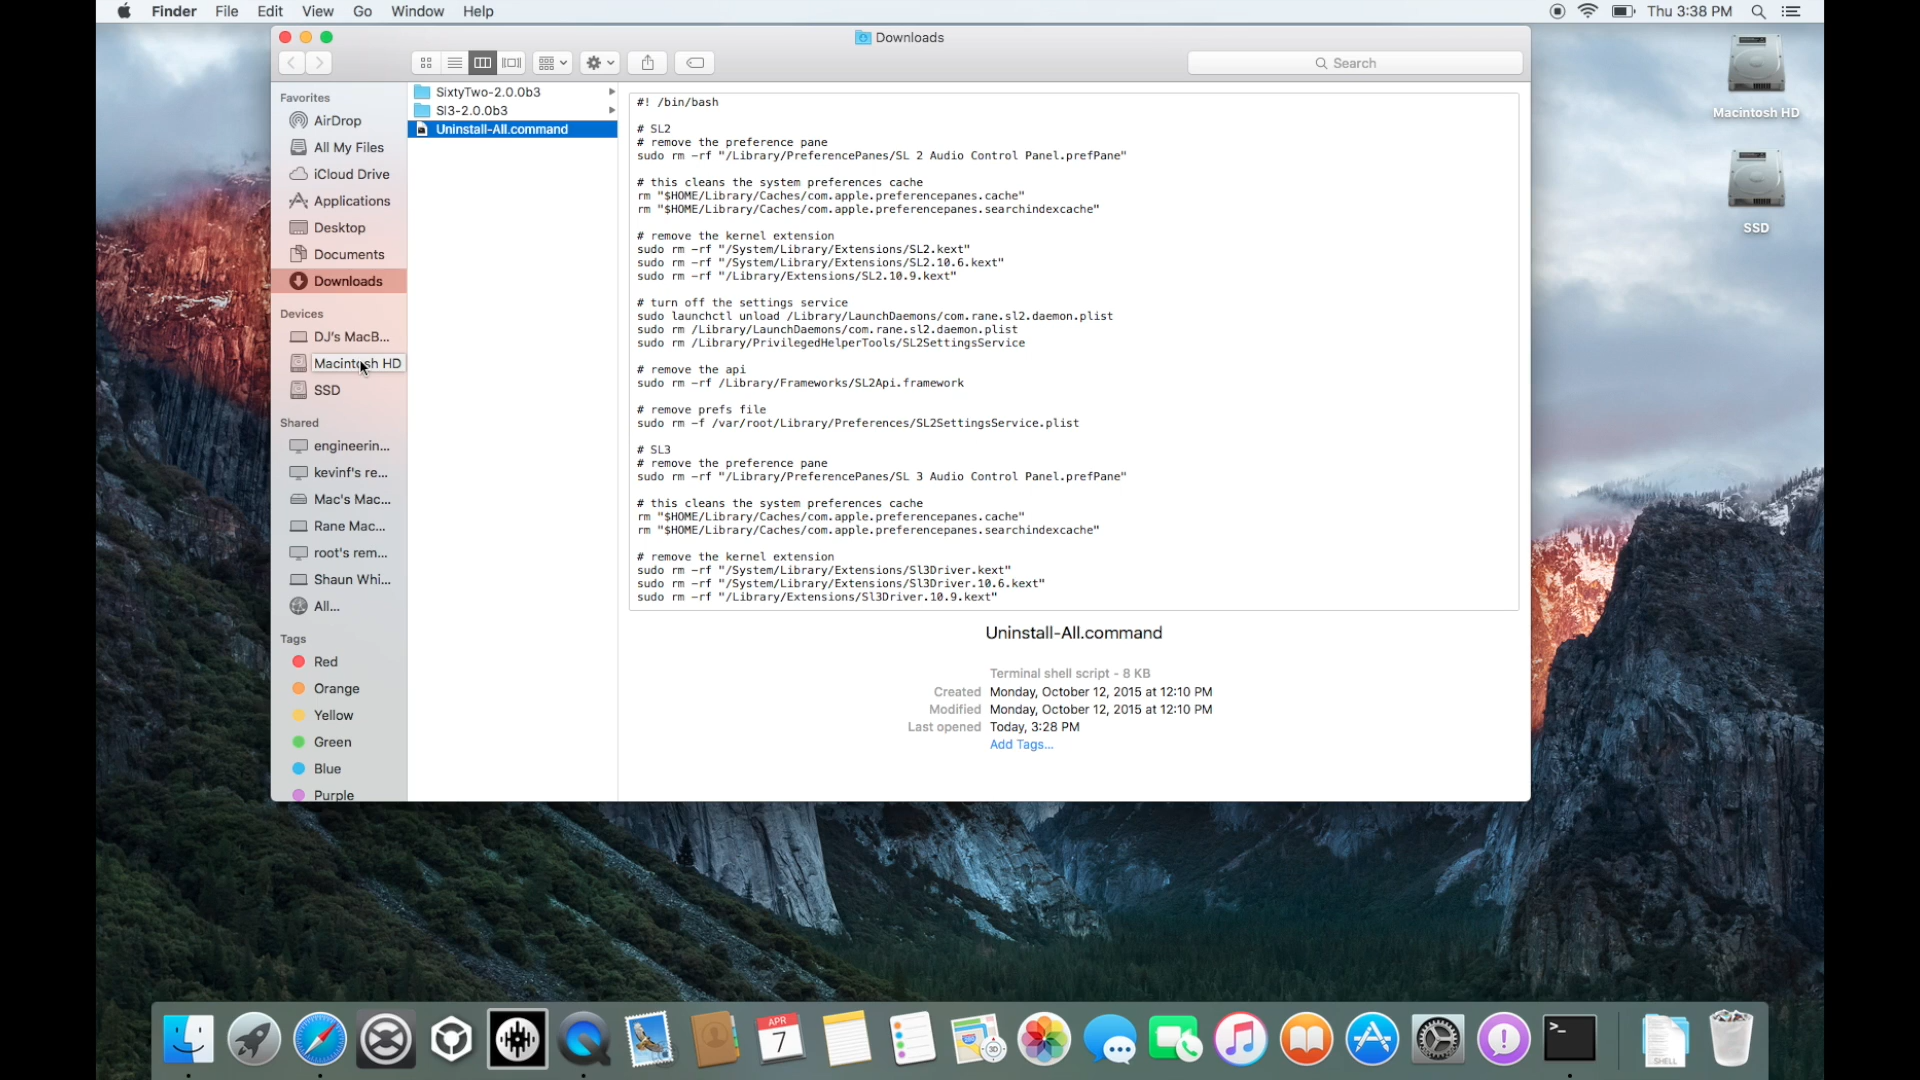 Finder File Edit View Go Window Help
Thu 3:38 PM
Downloads
Search
Macintosh HD
SSD
Favorites
AirDrop
All My Files
iCloud Drive
Applications
Desktop
Documents
Downloads
Devices
DJ's MacB...
Macintosh HD
SSD
Shared
engineerin...
kevinf's re...
Mac's Mac...
Rane Mac...
root's rem...
Shaun Whi...
All...
Tags
Red
Orange
Yellow
Green
Blue
Purple
SixtyTwo-2.0.0b3
Sl3-2.0.0b3
Uninstall-All.command
#! /bin/bash
# SL2
# remove the preference pane
sudo rm -rf "/Library/PreferencePanes/SL 2 Audio Control Panel.prefPane"
# this cleans the system preferences cache
rm "$HOME/Library/Caches/com.apple.preferencepanes.cache"
rm "$HOME/Library/Caches/com.apple.preferencepanes.searchindexcache"
# remove the kernel extension
sudo rm -rf "/System/Library/Extensions/SL2.kext"
sudo rm -rf "/System/Library/Extensions/SL2.10.6.kext"
sudo rm -rf "/Library/Extensions/SL2.10.9.kext"
# turn off the settings service
sudo launchctl unload /Library/LaunchDaemons/com.rane.sl2.daemon.plist
sudo rm /Library/LaunchDaemons/com.rane.sl2.daemon.plist
sudo rm /Library/PrivilegedHelperTools/SL2SettingsService
# remove the api
sudo rm -rf /Library/Frameworks/SL2Api.framework
# remove prefs file
sudo rm -f /var/root/Library/Preferences/SL2SettingsService.plist
# SL3
# remove the preference pane
sudo rm -rf "/Library/PreferencePanes/SL 3 Audio Control Panel.prefPane"
# this cleans the system preferences cache
rm "$HOME/Library/Caches/com.apple.preferencepanes.cache"
rm "$HOME/Library/Caches/com.apple.preferencepanes.searchindexcache"
# remove the kernel extension
sudo rm -rf "/System/Library/Extensions/Sl3Driver.kext"
sudo rm -rf "/System/Library/Extensions/Sl3Driver.10.6.kext"
sudo rm -rf "/Library/Extensions/Sl3Driver.10.9.kext"
Uninstall-All.command
Terminal shell script - 8 KB
Created Monday, October 12, 2015 at 12:10 PM
Modified Monday, October 12, 2015 at 12:10 PM
Last opened Today, 3:28 PM
Add Tags...
APR
7
3D
SHELL